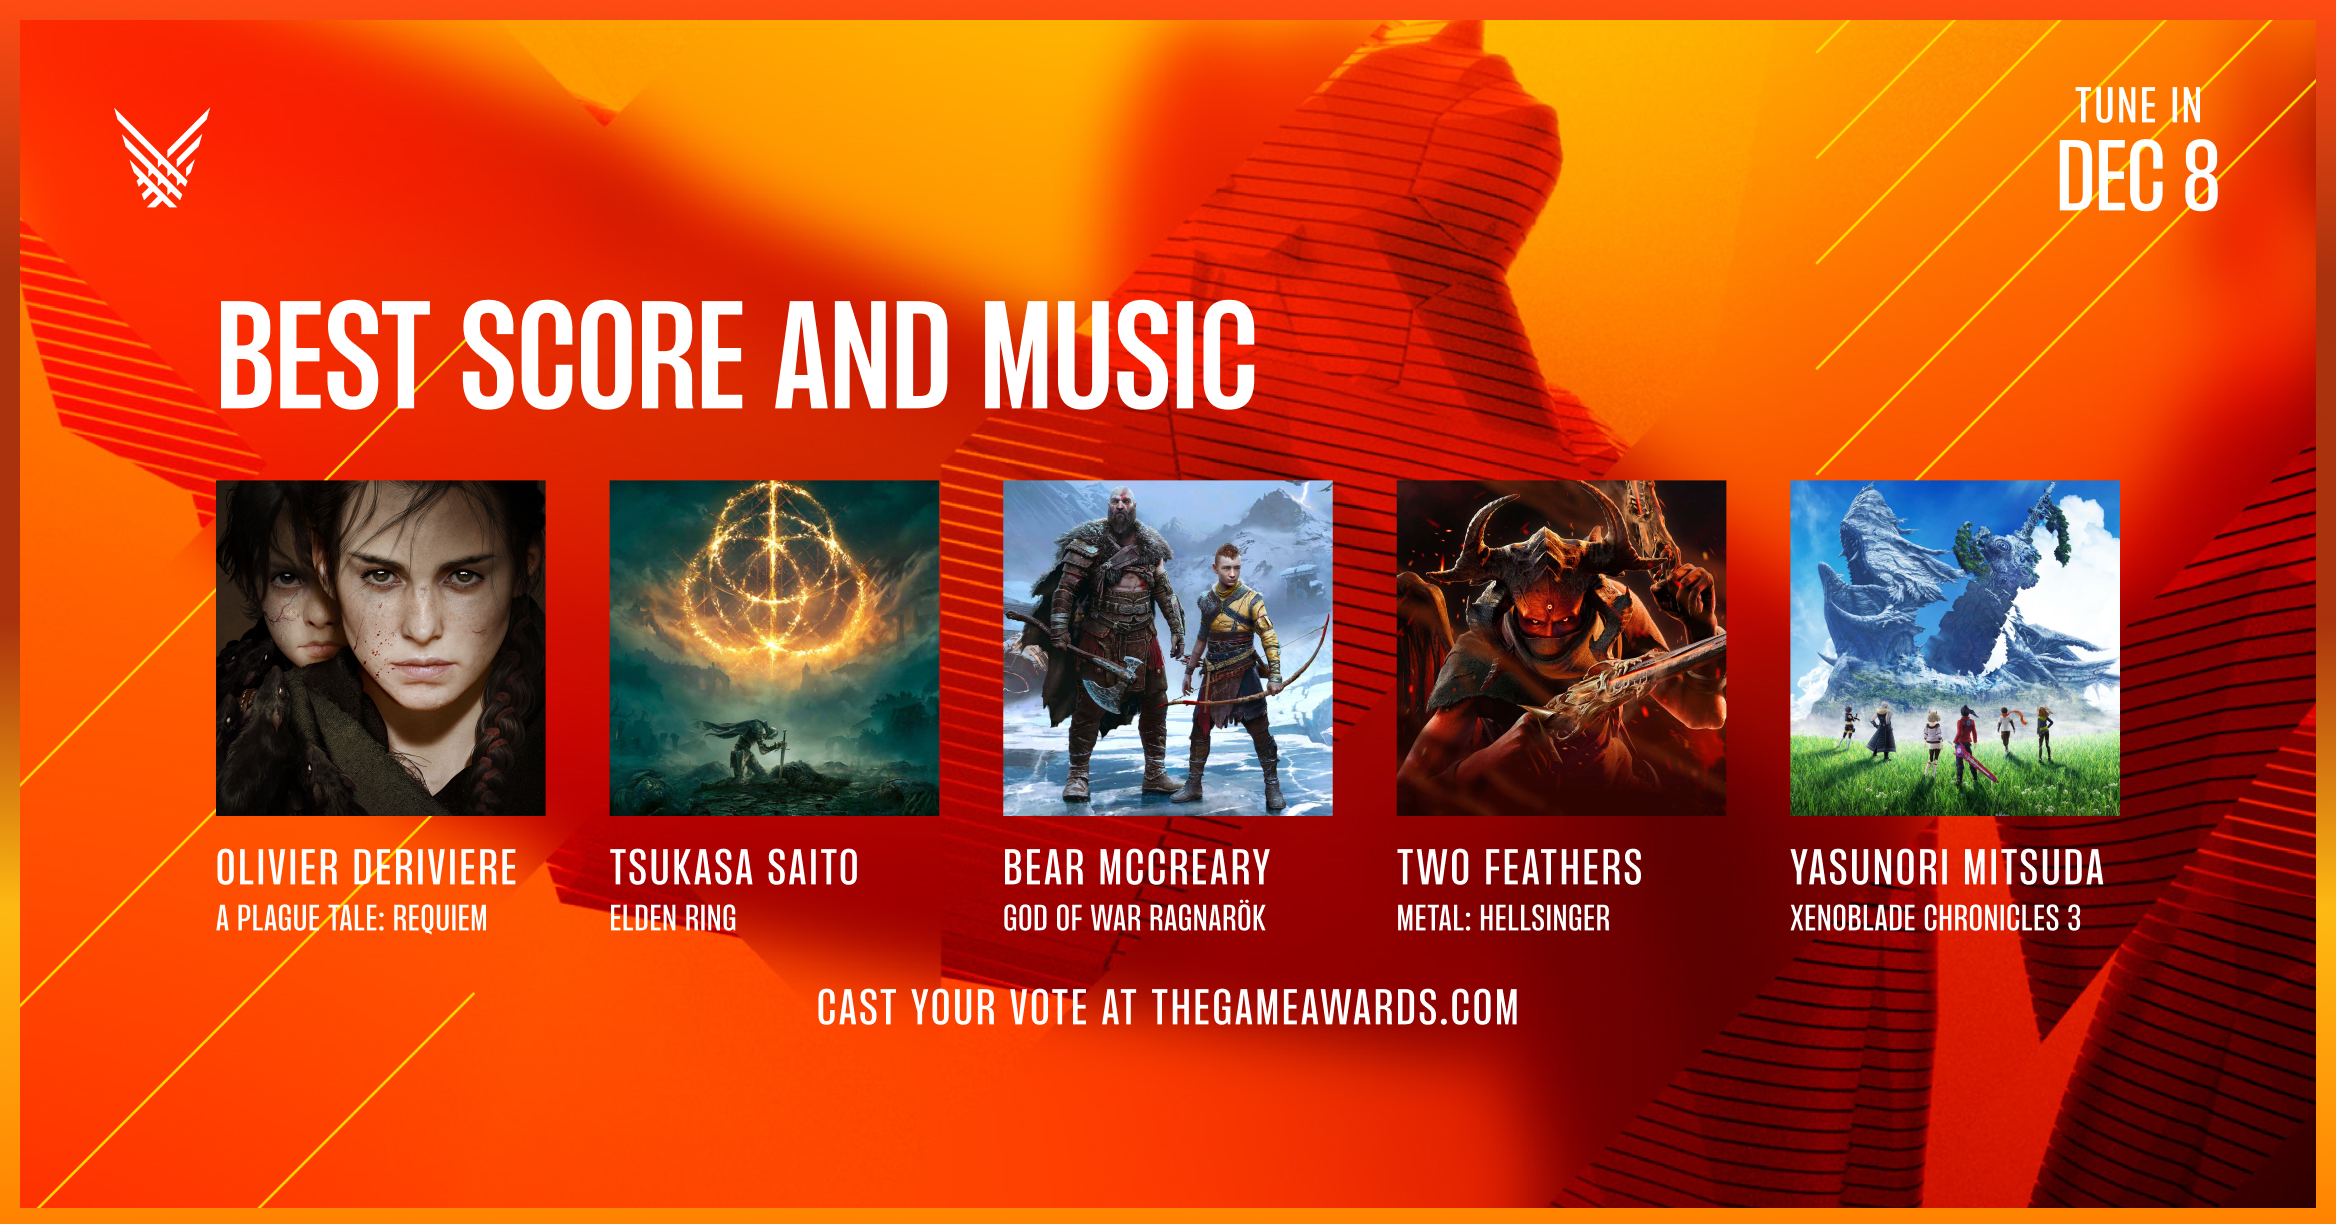 TUNE IN
DEC 8
BEST SCORE AND MUSIC
OLIVIER DERIVIERE
A PLAGUE TALE: REQUIEM
TSUKASA SAITO
ELDEN RING
BEAR MCCREARY
GOD OF WAR RAGNARÖK
TWO FEATHERS
METAL: HELLSINGER
YASUNORI MITSUDA
XENOBLADE CHRONICLES 3
CAST YOUR VOTE AT THEGAMEAWARDS.COM